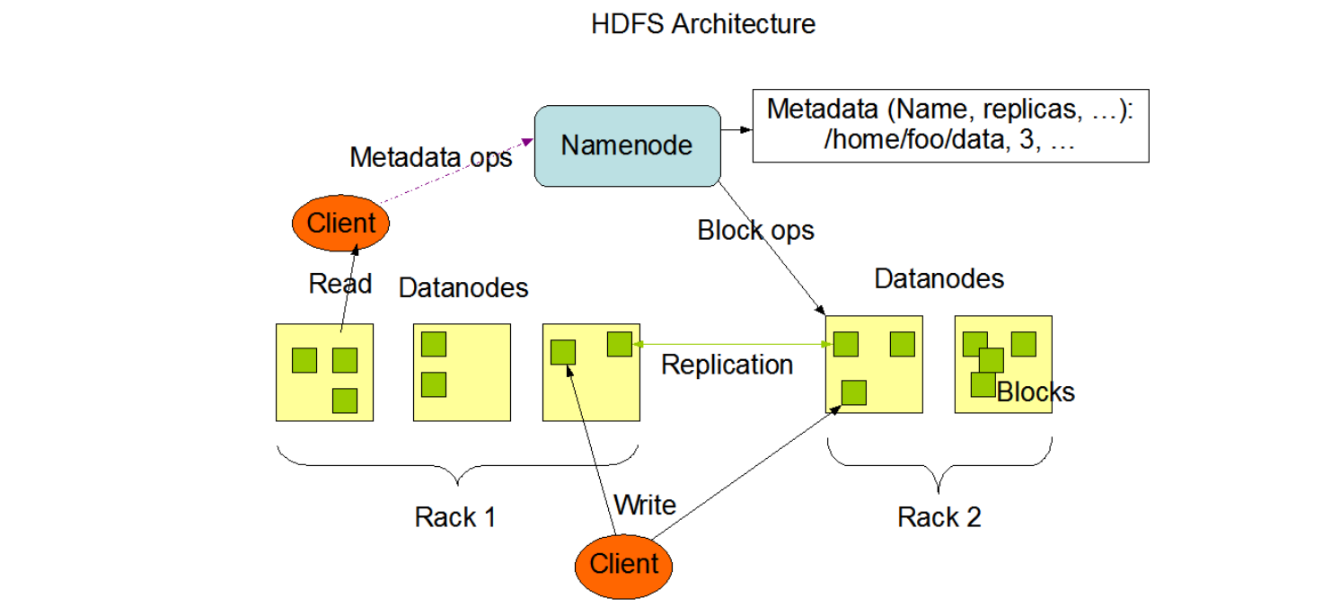 HDFS Architecture
Metadata (Name, replicas, …):
/home/foo/data, 3, …
Namenode
Metadata ops
Client
Block ops
Read
Datanodes
Datanodes
Replication
Blocks
Write
Rack 1
Rack 2
Client